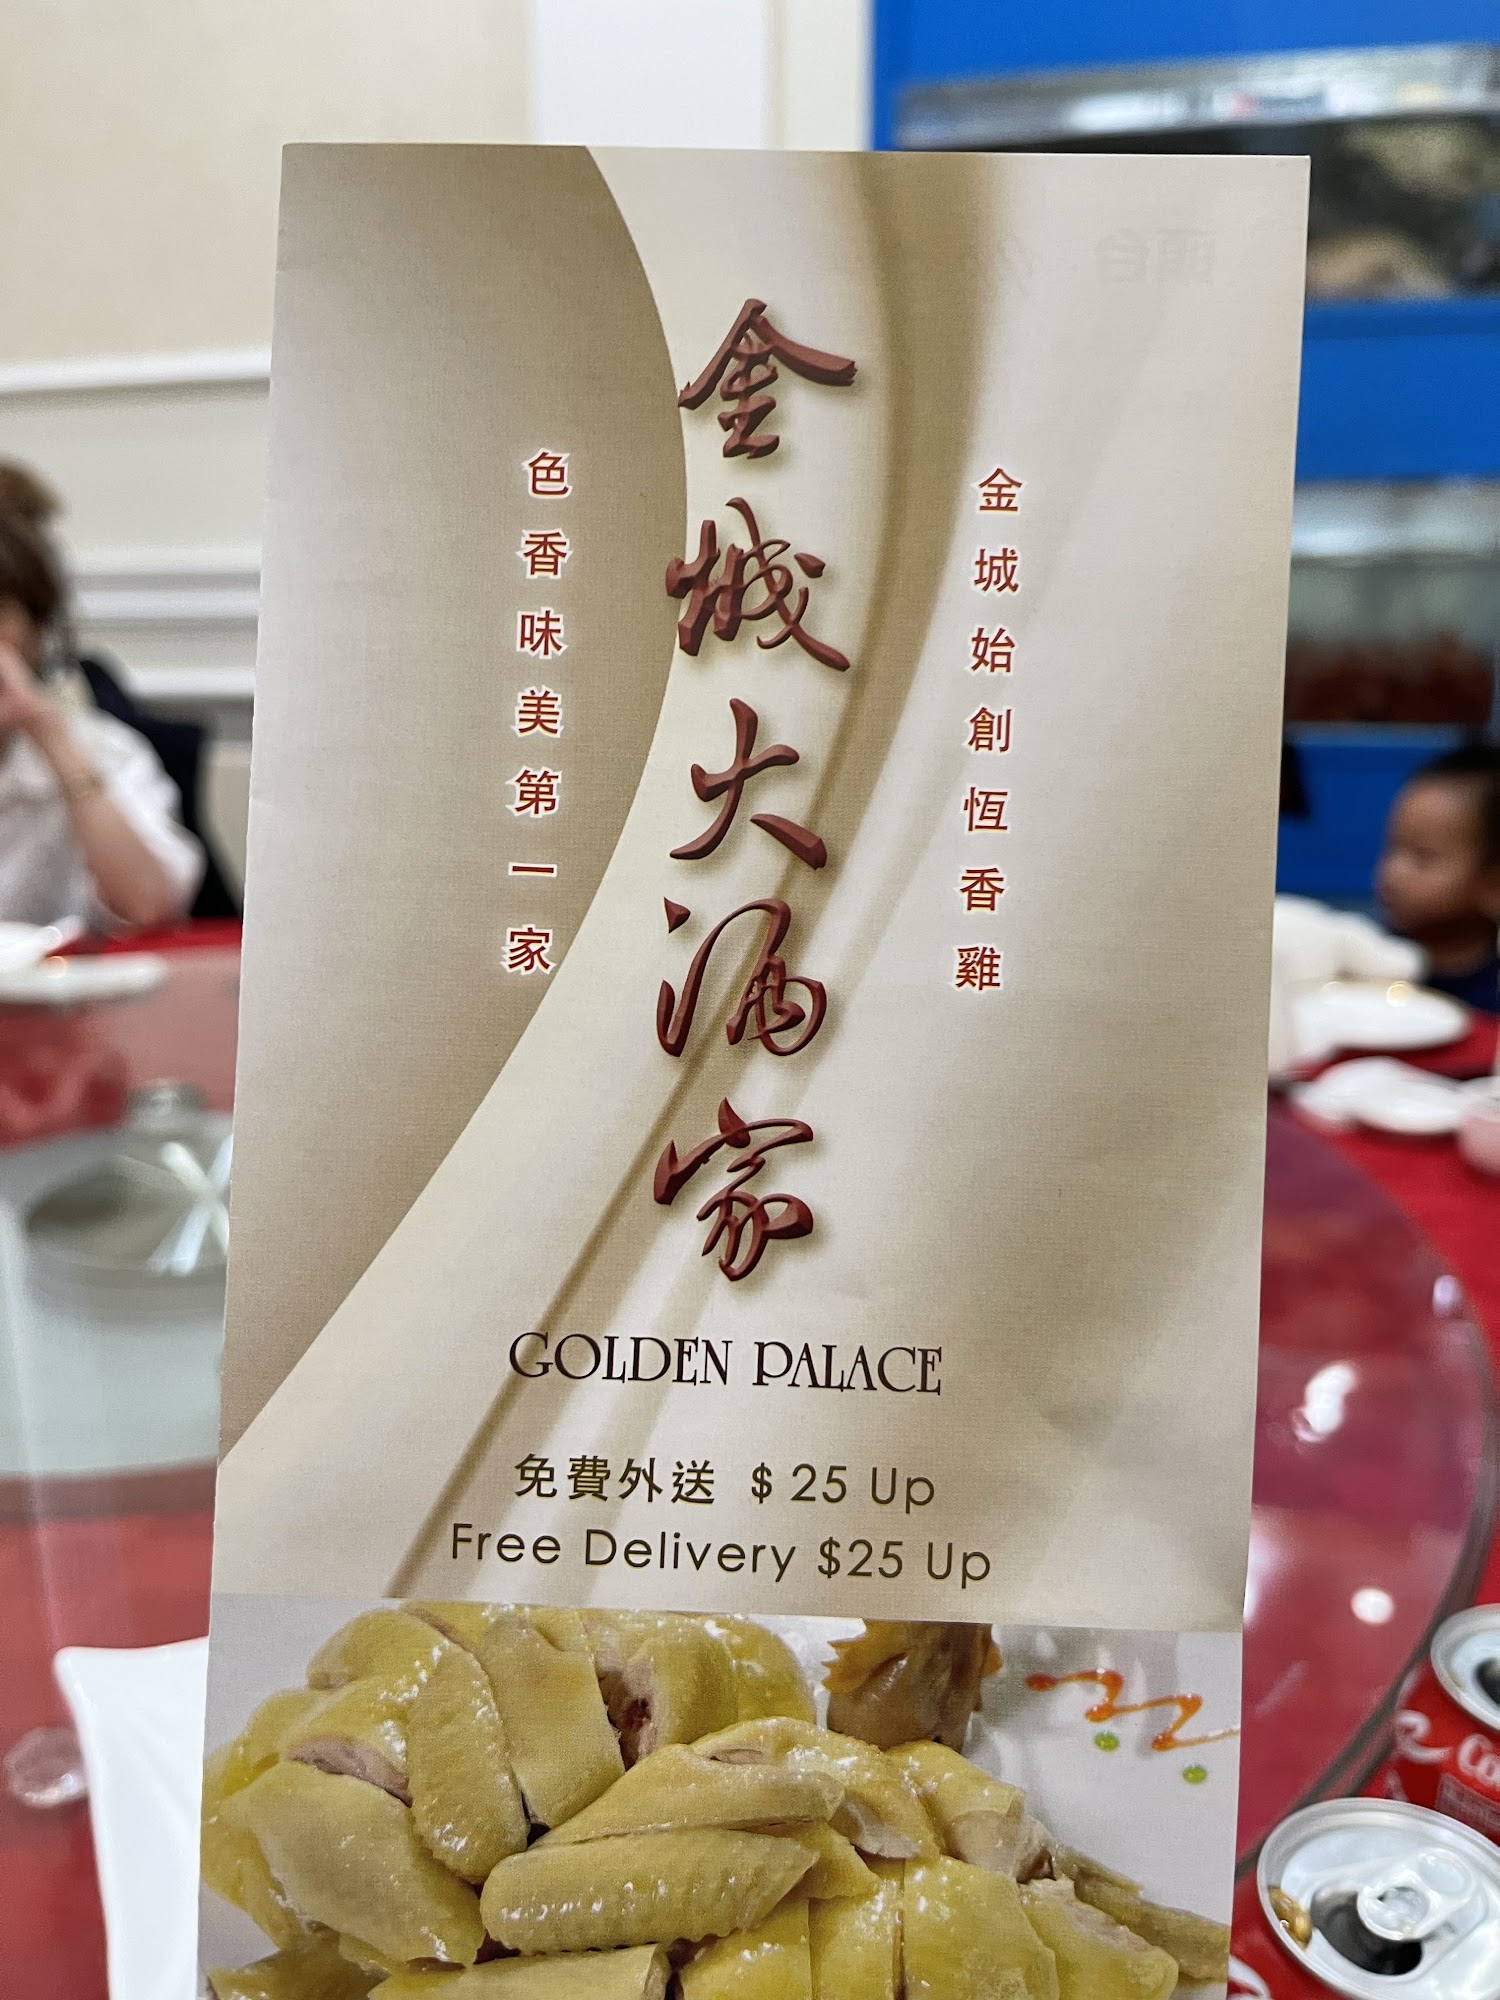 金城始創恆香雞
金城大酒家
色香味美第一家
GOLDEN PALACE
免費外送 $25 Up
Free Delivery $25 Up